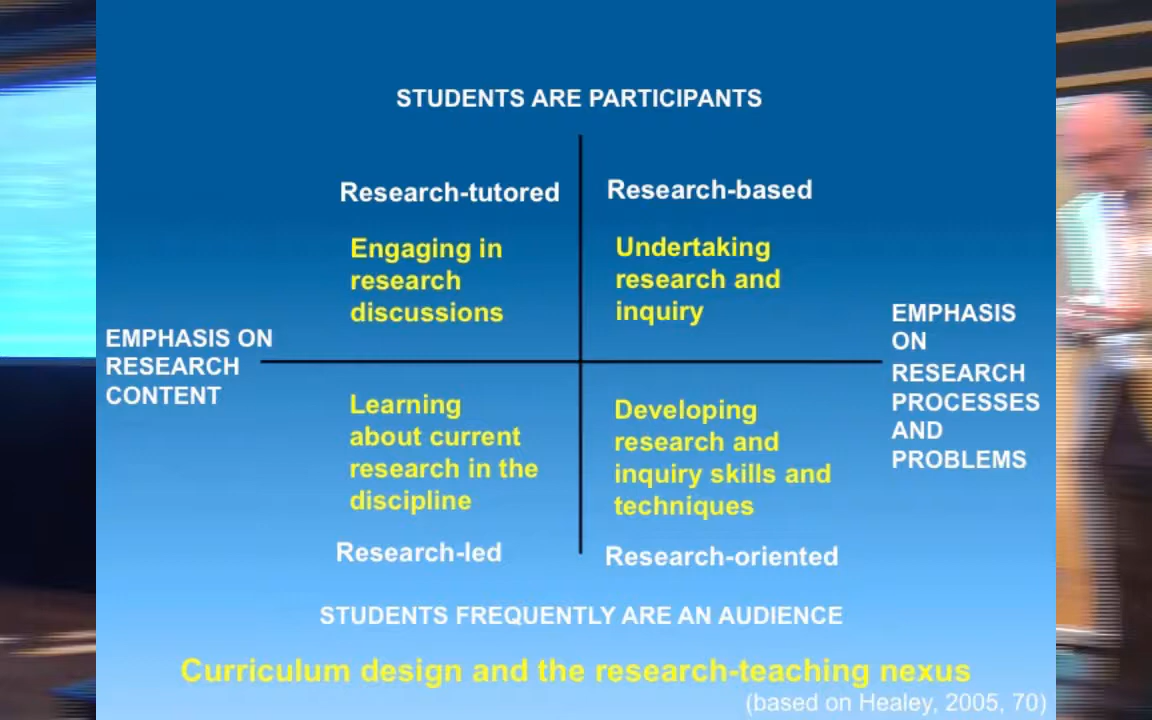 STUDENTS ARE PARTICIPANTS
Research-tutored
Research-based
Engaging in
research
discussions
Undertaking
research and
inquiry
EMPHASIS ON
RESEARCH
CONTENT
EMPHASIS
ON
RESEARCH
PROCESSES
AND
PROBLEMS
Learning
about current
research in the
discipline
Developing
research and
inquiry skills and
techniques
Research-led
Research-oriented
STUDENTS FREQUENTLY ARE AN AUDIENCE
Curriculum design and the research-teaching nexus
(based on Healey, 2005, 70)